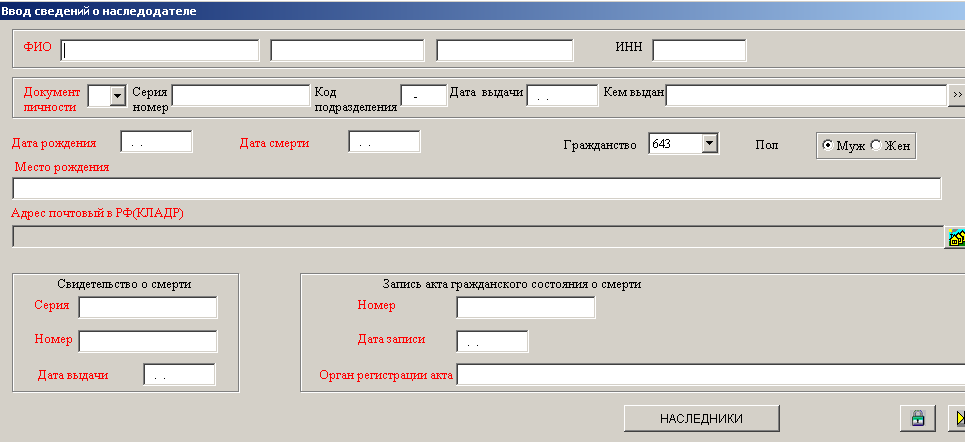 Ввод сведений о наследодателе
ФИО ИНН
Документ личности Серия номер Код подразделения - Дата выдачи . . Кем выдан >>
Дата рождения . . Дата смерти . . Гражданство 643 Пол Муж Жен
Место рождения
Адрес почтовый в РФ(КЛАДР)
Свидетельство о смерти
Серия
Номер
Дата выдачи . .
Запись акта гражданского состояния о смерти
Номер
Дата записи . .
Орган регистрации акта
НАСЛЕДНИКИ